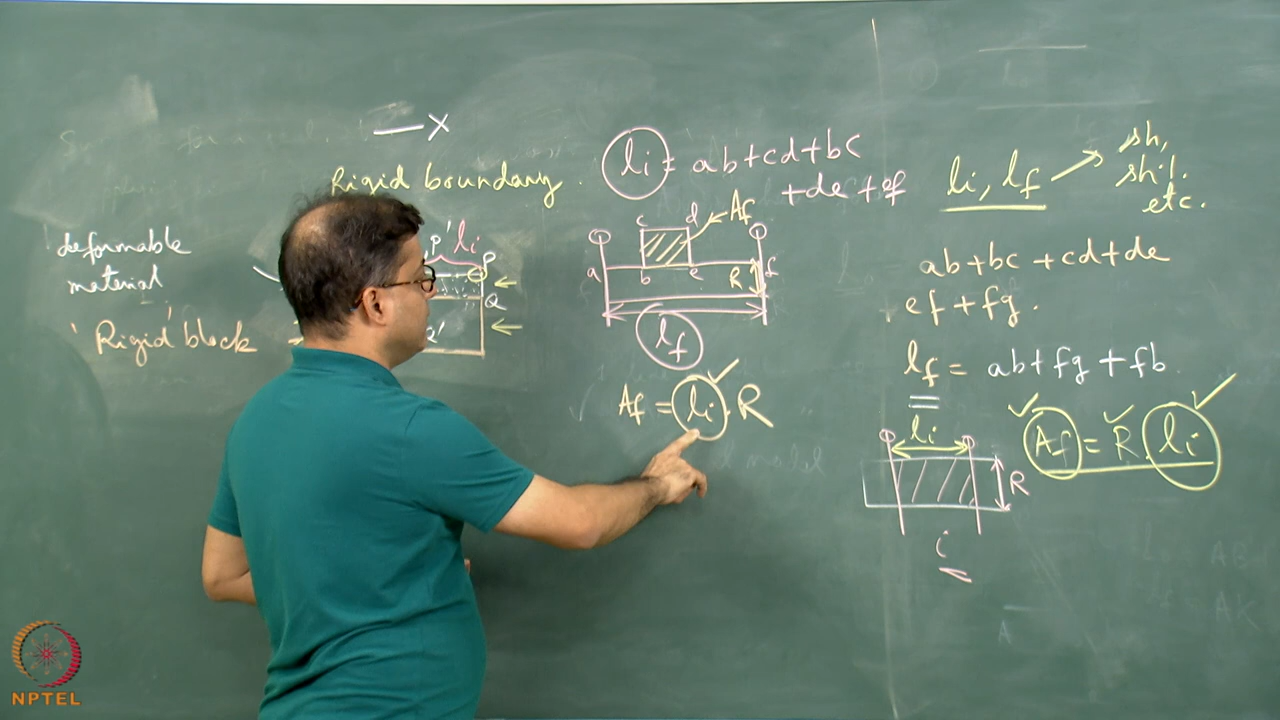 — X
Rigid boundary.
deformable
material
'Rigid' block
P' li P
Q
li = ab+cd+bc
+de+ef
c d Af
a b e R f
lf
Af = li . R
li, lf → sh,
shi.
etc.
ab+bc+cd+de
ef+fg.
lf = ab+fg+fb.
Af = R . li
li
R
i
NPTEL